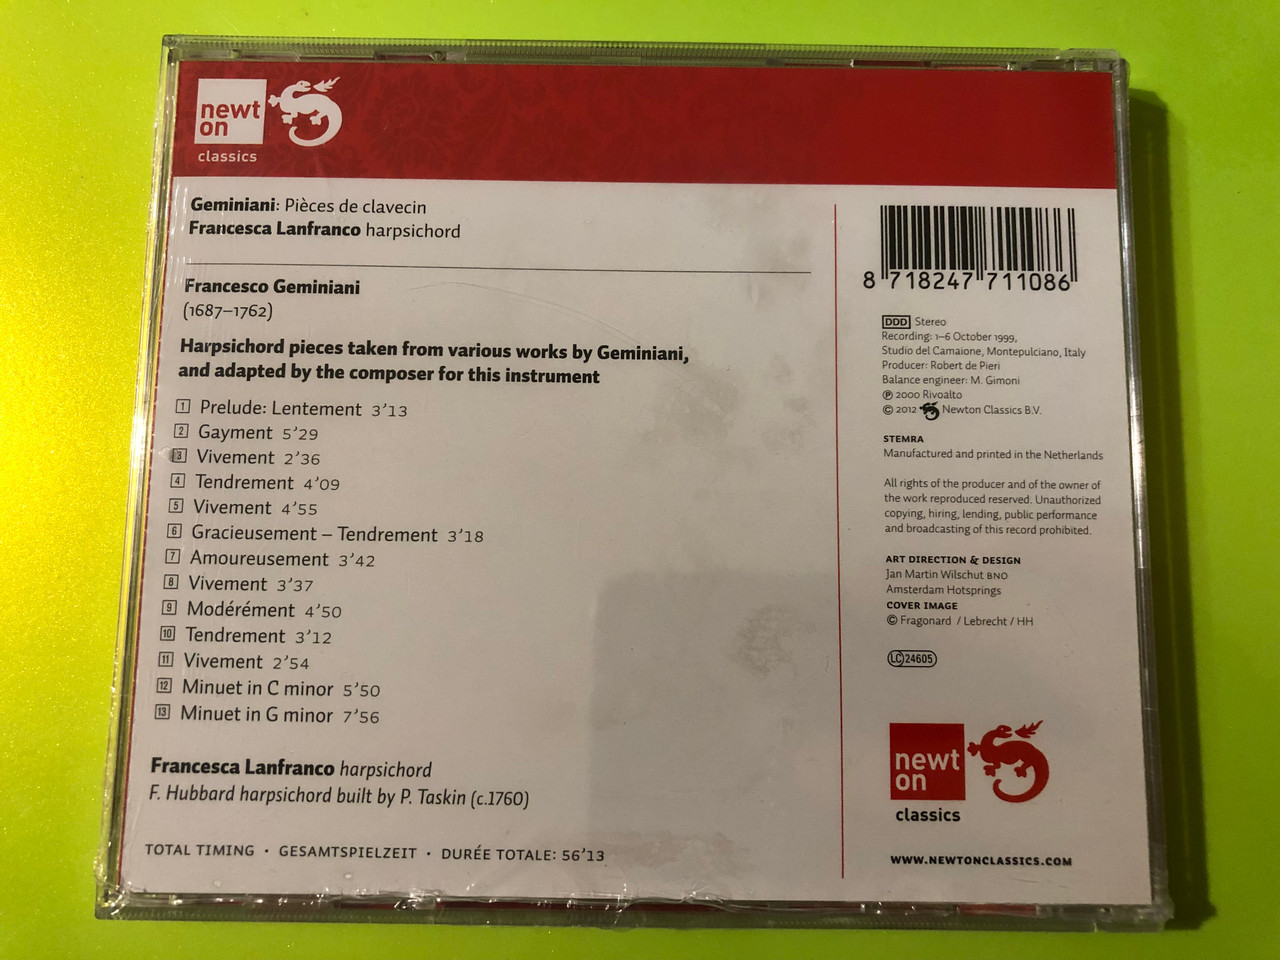 newt
on
classics
Geminiani: Pièces de clavecin
Francesca Lanfranco harpsichord
Francesco Geminiani
(1687–1762)
Harpsichord pieces taken from various works by Geminiani,
and adapted by the composer for this instrument
1 Prelude: Lentement 3’13
2 Gayment 5’29
3 Vivement 2’36
4 Tendrement 4’09
5 Vivement 4’55
6 Gracieusement – Tendrement 3’18
7 Amoureusement 3’42
8 Vivement 3’37
9 Modérément 4’50
10 Tendrement 3’12
11 Vivement 2’54
12 Minuet in C minor 5’50
13 Minuet in G minor 7’56
Francesca Lanfranco harpsichord
F. Hubbard harpsichord built by P. Taskin (c.1760)
TOTAL TIMING · GESAMTSPIELZEIT · DURÉE TOTALE: 56’13
8 718247 711086
DDD Stereo
Recording: 1–6 October 1999,
Studio del Camaione, Montepulciano, Italy
Producer: Robert de Pieri
Balance engineer: M. Gimoni
℗ 2000 Rivoalto
© 2012 Newton Classics B.V.
STEMRA
Manufactured and printed in the Netherlands
All rights of the producer and of the owner of
the work reproduced reserved. Unauthorized
copying, hiring, lending, public performance
and broadcasting of this record prohibited.
ART DIRECTION & DESIGN
Jan Martin Wilschut BNO
Amsterdam Hotsprings
COVER IMAGE
© Fragonard / Lebrecht / HH
LC 24605
newt
on
classics
WWW.NEWTONCLASSICS.COM